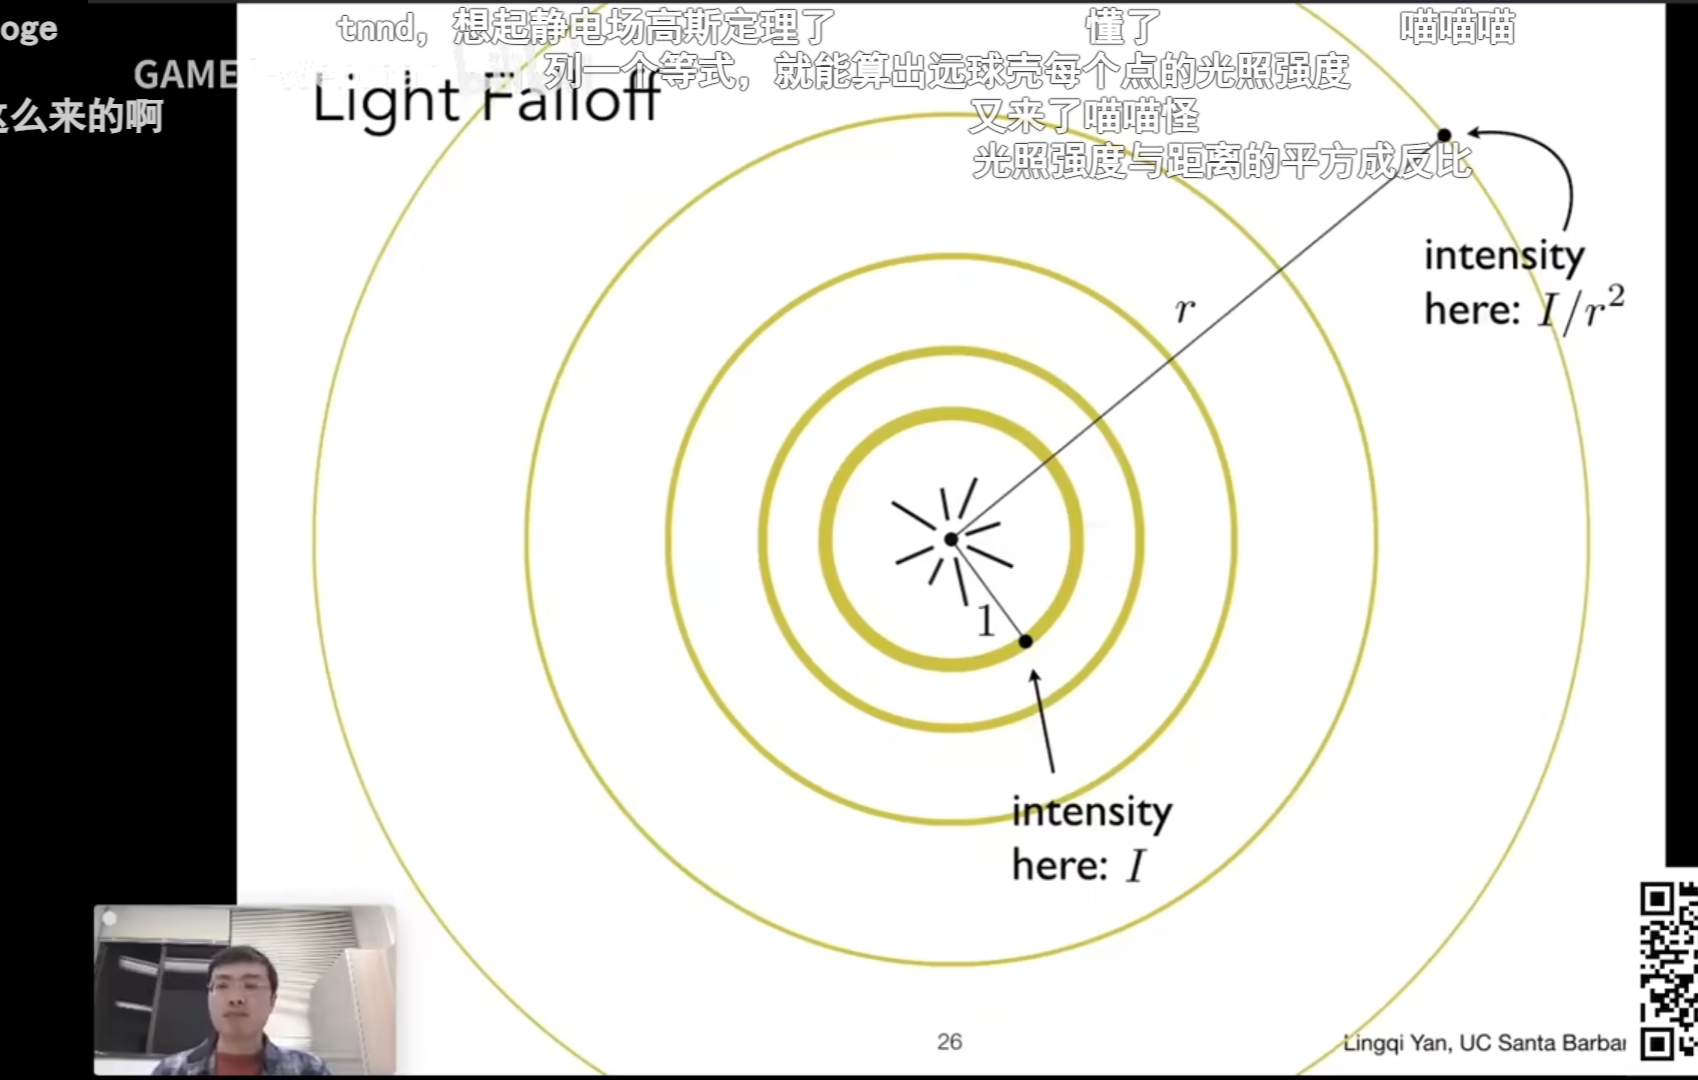 oge
tnnd，想起静电场高斯定理了
懂了
喵喵喵
GAME
列一个等式，就能算出远球壳每个点的光照强度
Light Falloff
这么来的啊
又来了喵喵怪
光照强度与距离的平方成反比
intensity
here: I/r²
r
1
intensity
here: I
26
Lingqi Yan, UC Santa Barbar